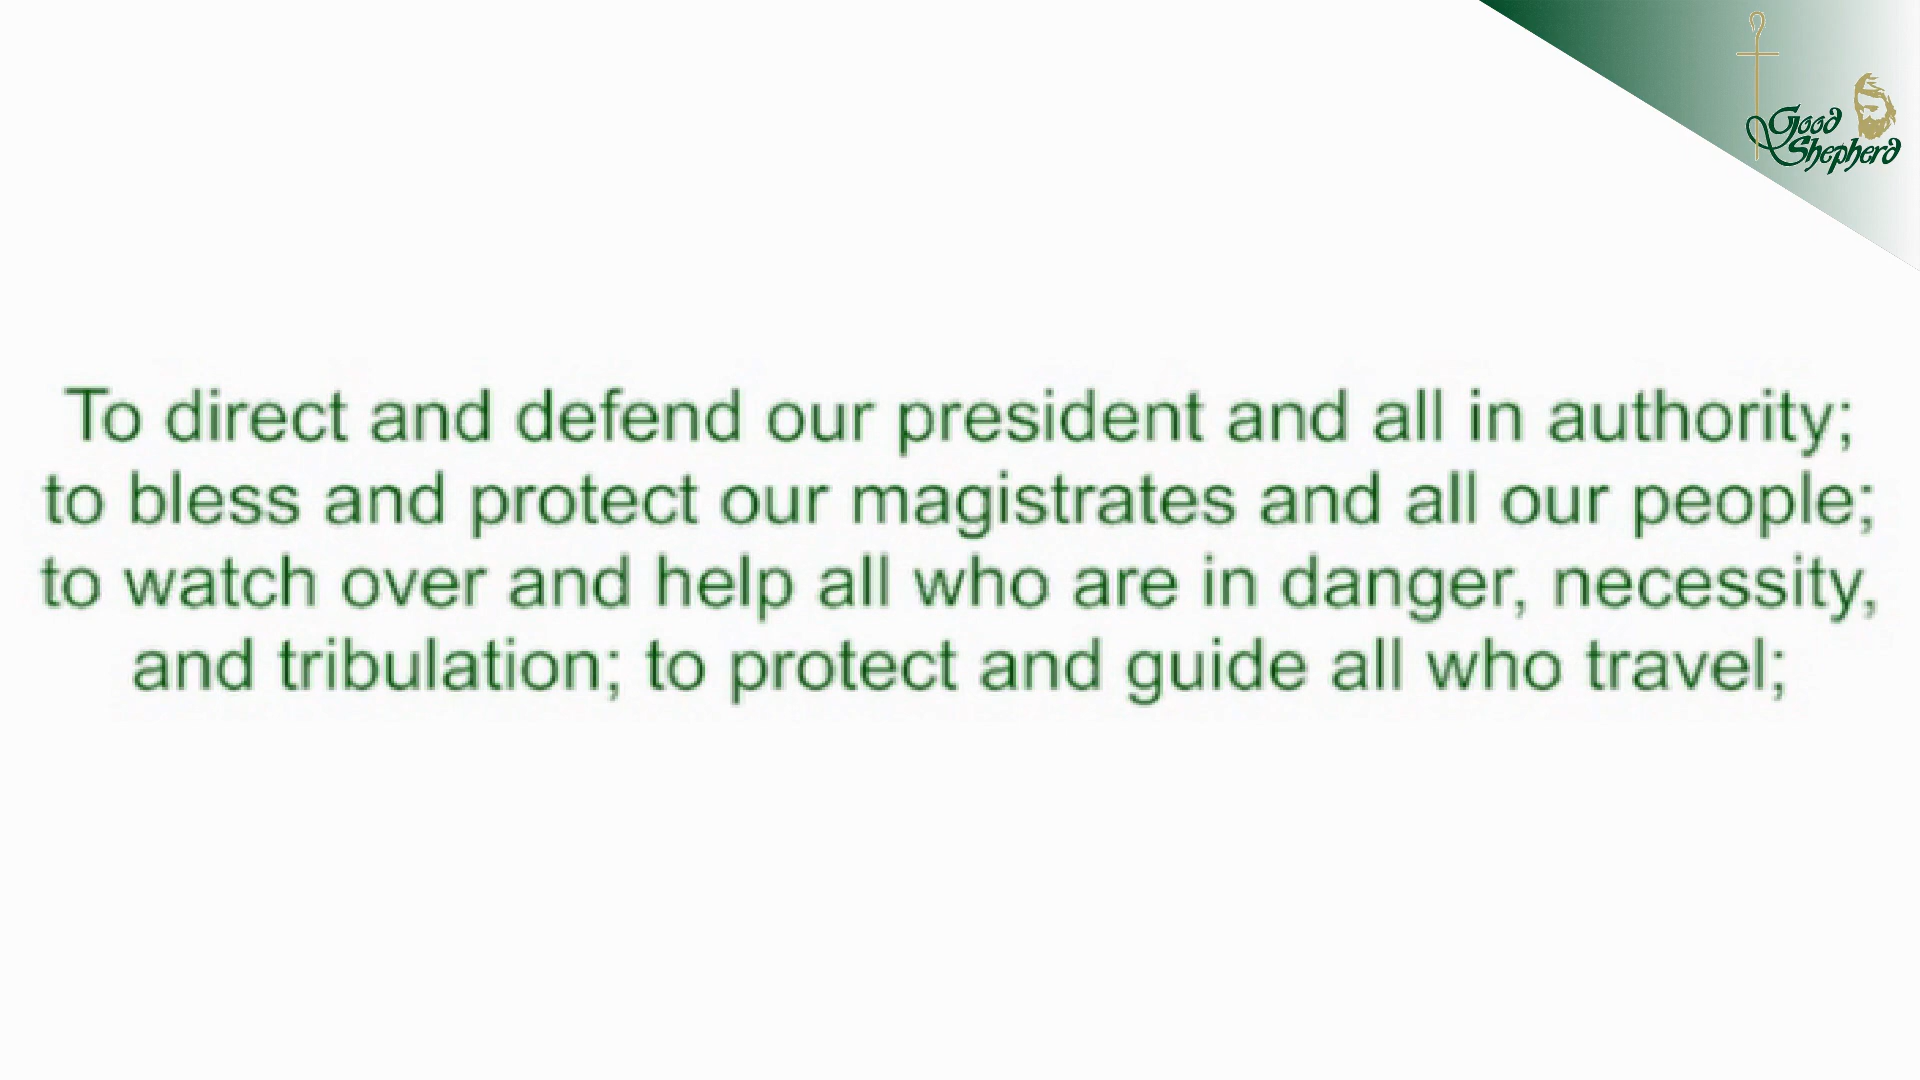 Good
Shepherd
To direct and defend our president and all in authority;
to bless and protect our magistrates and all our people;
to watch over and help all who are in danger, necessity,
and tribulation; to protect and guide all who travel;